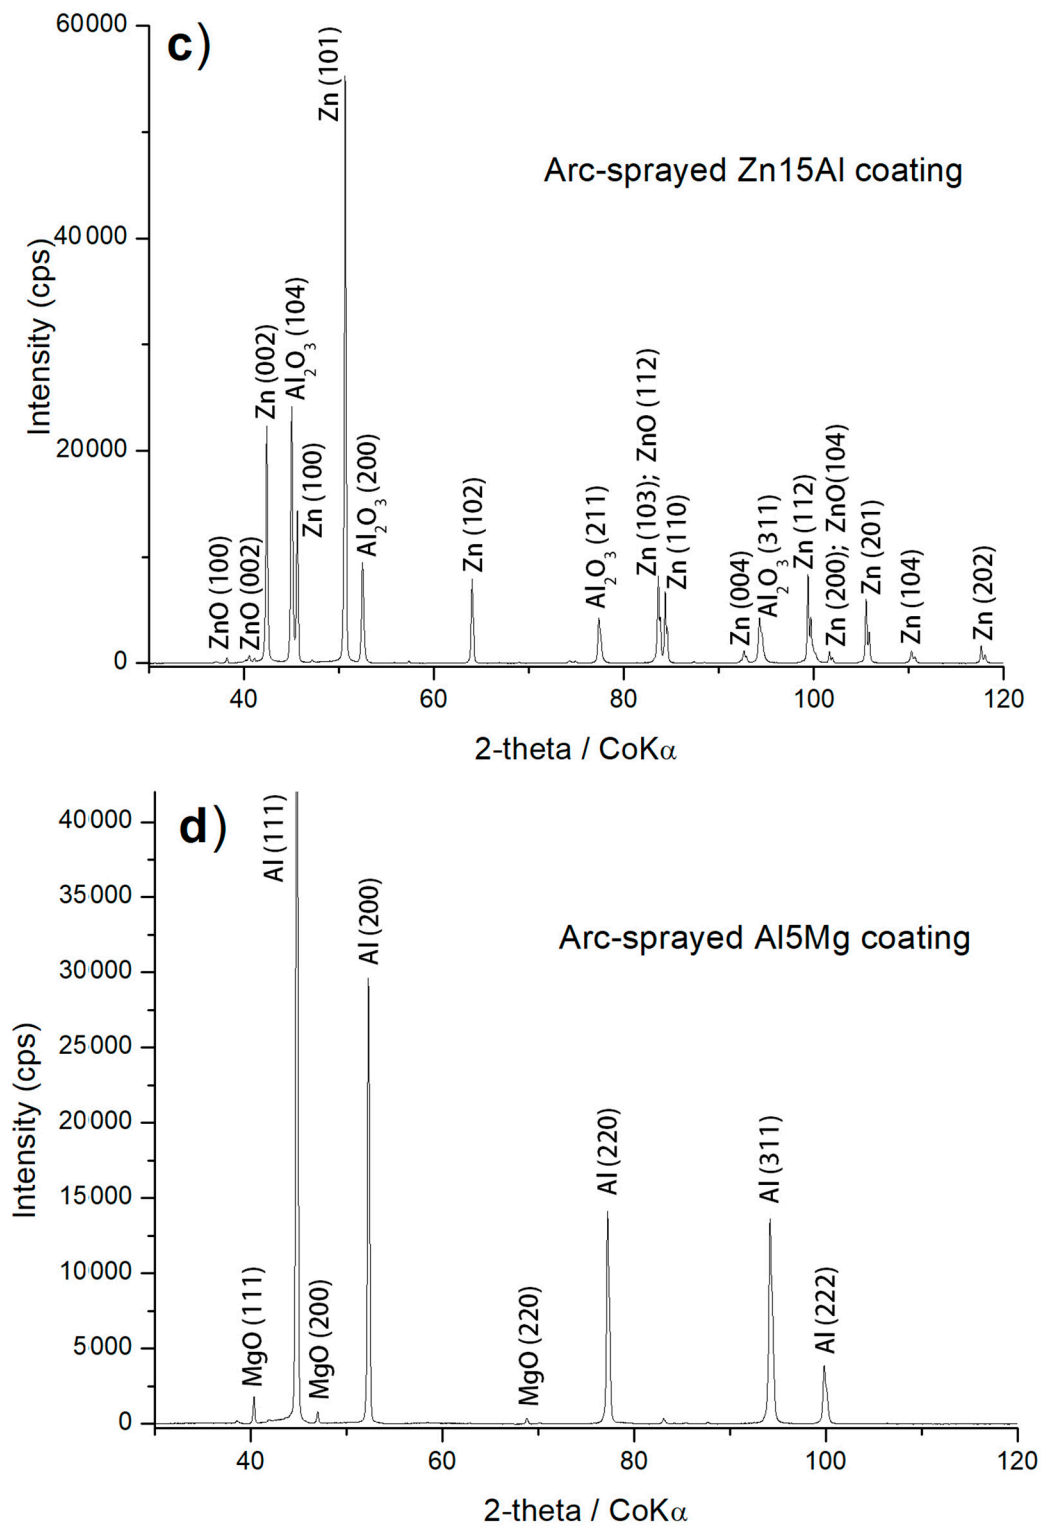 c)
60000
40000
20000
0
Intensity (cps)
Arc-sprayed Zn15Al coating
ZnO (100)
ZnO (002)
Zn (002)
Al2O3 (104)
Zn (100)
Zn (101)
Al2O3 (200)
Zn (102)
Al2O3 (211)
Zn (103); ZnO (112)
Zn (110)
Zn (004)
Al2O3 (311)
Zn (112)
Zn (200); ZnO(104)
Zn (201)
Zn (104)
Zn (202)
40 60 80 100 120
2-theta / CoKα
d)
40000
35000
30000
25000
20000
15000
10000
5000
0
Intensity (cps)
Arc-sprayed Al5Mg coating
MgO (111)
Al (111)
MgO (200)
Al (200)
MgO (220)
Al (220)
Al (311)
Al (222)
40 60 80 100 120
2-theta / CoKα